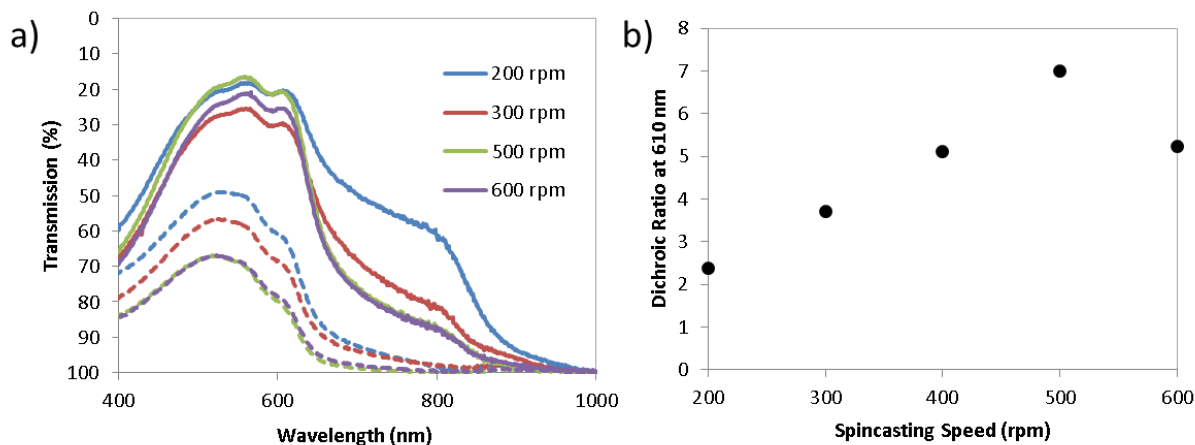 a)
Transmission (%)
0
10
20
30
40
50
60
70
80
90
100
400
600
800
1000
Wavelength (nm)
200 rpm
300 rpm
500 rpm
600 rpm
b)
Dichroic Ratio at 610 nm
8
7
6
5
4
3
2
1
0
200
300
400
500
600
Spincasting Speed (rpm)